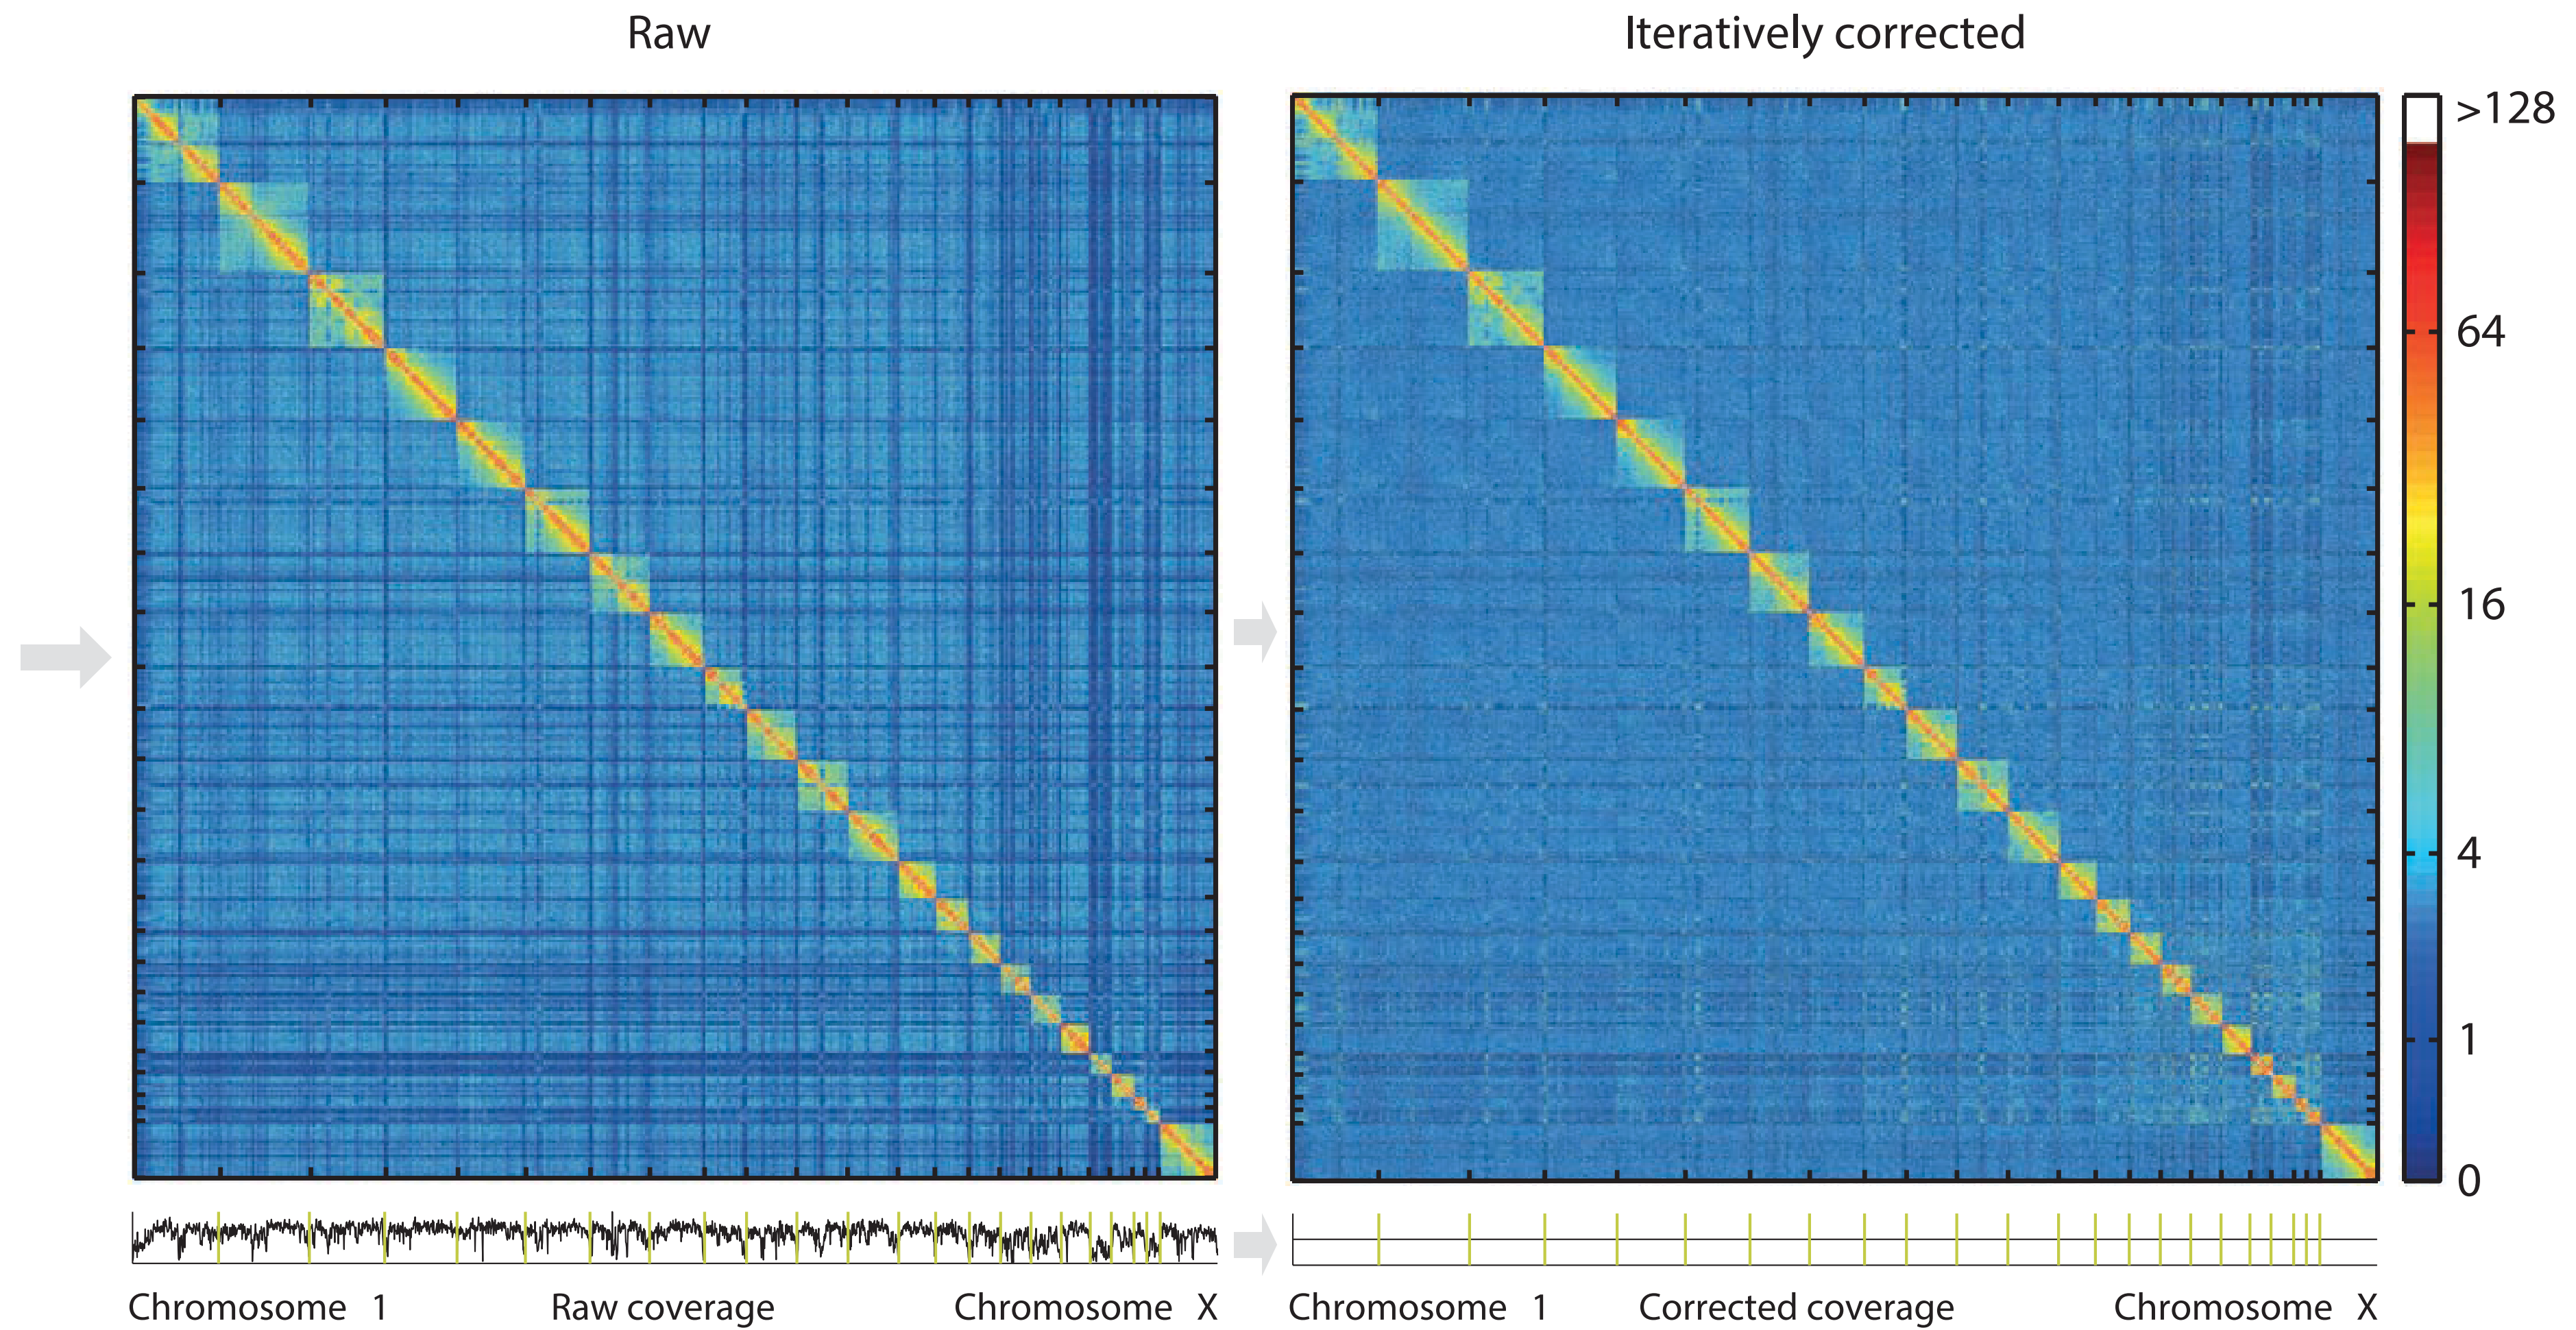 Raw
Iteratively corrected
>128
64
16
4
1
0
Chromosome 1 Raw coverage Chromosome X
Chromosome 1 Corrected coverage Chromosome X